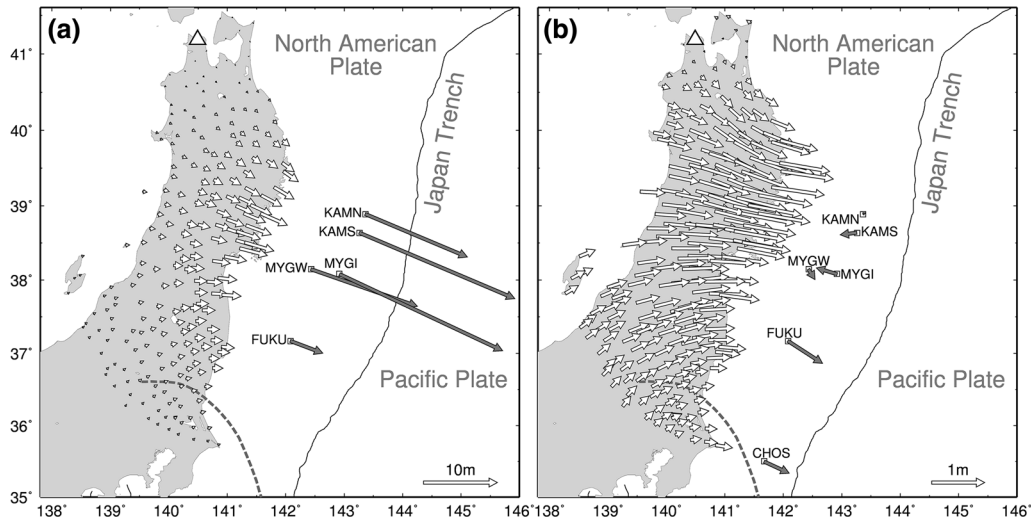 (a)
North American
Plate
Japan Trench
KAMN
KAMS
MYGW
MYGI
FUKU
Pacific Plate
10m
41°
40°
39°
38°
37°
36°
35°
138° 139° 140° 141° 142° 143° 144° 145° 146°
(b)
North American
Plate
Japan Trench
KAMN
KAMS
MYGW
MYGI
FUKU
Pacific Plate
CHOS
1m
138° 139° 140° 141° 142° 143° 144° 145° 146°